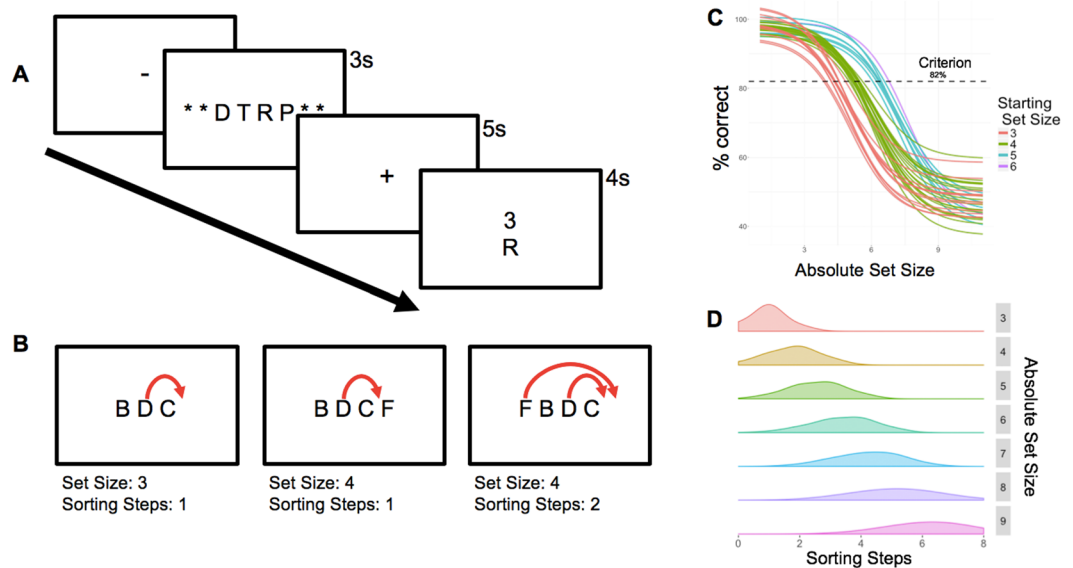 A
-
3s
* * D T R P * *
5s
+
4s
3
R
B
B D C
Set Size: 3
Sorting Steps: 1
B D C F
Set Size: 4
Sorting Steps: 1
F B D C
Set Size: 4
Sorting Steps: 2
C
% correct
100
80
60
40
Criterion
82%
3
6
9
Absolute Set Size
Starting
Set Size
3
4
5
6
D
3
4
5
6
7
8
9
Absolute Set Size
0
2
4
6
8
Sorting Steps